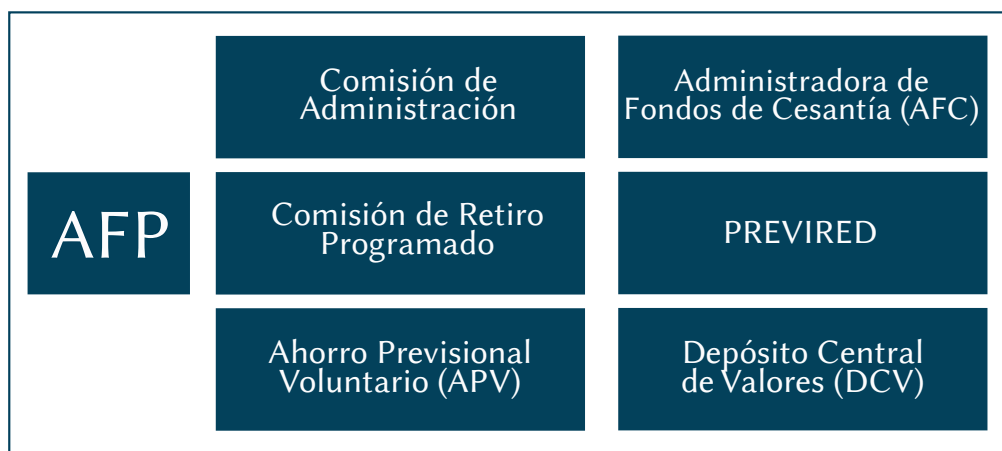 AFP
Comisión de
Administración
Comisión de Retiro
Programado
Ahorro Previsional
Voluntario (APV)
Administradora de
Fondos de Cesantía (AFC)
PREVIRED
Depósito Central
de Valores (DCV)